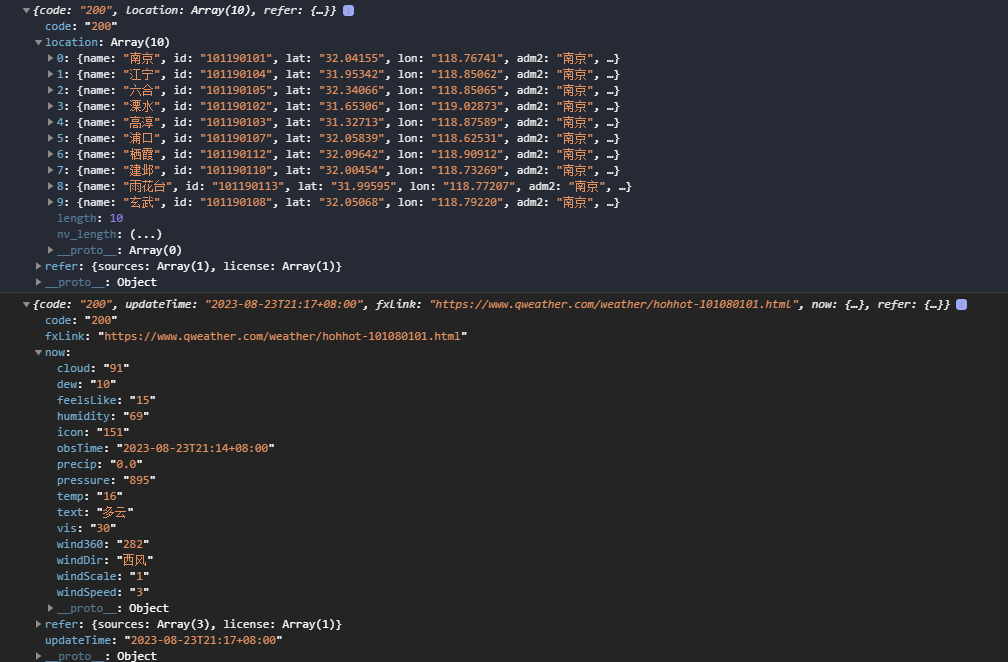 {code: "200", location: Array(10), refer: {…}}
code: "200"
location: Array(10)
0: {name: "南京", id: "101190101", lat: "32.04155", lon: "118.76741", adm2: "南京", …}
1: {name: "江宁", id: "101190104", lat: "31.95342", lon: "118.85062", adm2: "南京", …}
2: {name: "六合", id: "101190105", lat: "32.34066", lon: "118.85065", adm2: "南京", …}
3: {name: "溧水", id: "101190102", lat: "31.65306", lon: "119.02873", adm2: "南京", …}
4: {name: "高淳", id: "101190103", lat: "31.32713", lon: "118.87589", adm2: "南京", …}
5: {name: "浦口", id: "101190107", lat: "32.05839", lon: "118.62531", adm2: "南京", …}
6: {name: "栖霞", id: "101190112", lat: "32.09642", lon: "118.90912", adm2: "南京", …}
7: {name: "建邺", id: "101190110", lat: "32.00454", lon: "118.73269", adm2: "南京", …}
8: {name: "雨花台", id: "101190113", lat: "31.99595", lon: "118.77207", adm2: "南京", …}
9: {name: "玄武", id: "101190108", lat: "32.05068", lon: "118.79220", adm2: "南京", …}
length: 10
nv_length: (...)
__proto__: Array(0)
refer: {sources: Array(1), license: Array(1)}
__proto__: Object
{code: "200", updateTime: "2023-08-23T21:17+08:00", fxLink: "https://www.qweather.com/weather/hohhot-101080101.html", now: {…}, refer: {…}}
code: "200"
fxLink: "https://www.qweather.com/weather/hohhot-101080101.html"
now:
cloud: "91"
dew: "10"
feelsLike: "15"
humidity: "69"
icon: "151"
obsTime: "2023-08-23T21:14+08:00"
precip: "0.0"
pressure: "895"
temp: "16"
text: "多云"
vis: "30"
wind360: "282"
windDir: "西风"
windScale: "1"
windSpeed: "3"
__proto__: Object
refer: {sources: Array(3), license: Array(1)}
updateTime: "2023-08-23T21:17+08:00"
__proto__: Object